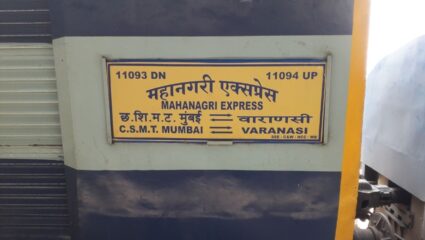 11093 DN 11094 UP
महानगरी एक्सप्रेस
MAHANAGRI EXPRESS
छ.शि.म.ट. मुंबई ⇌ वाराणसी
C.S.M.T. MUMBAI ⇌ VARANASI